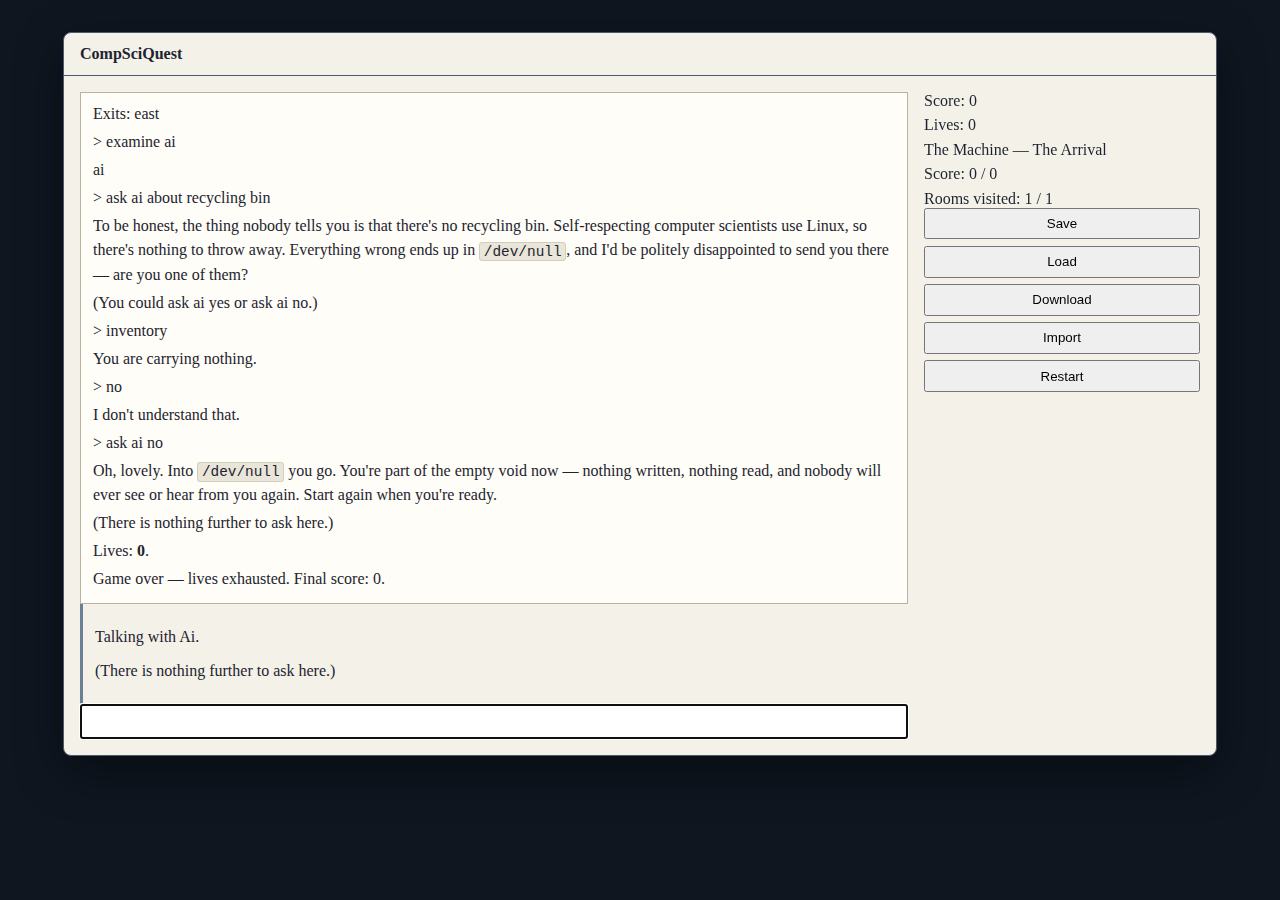 CompSciQuest
Exits: east
> examine ai
ai
> ask ai about recycling bin
To be honest, the thing nobody tells you is that there's no recycling bin. Self-respecting computer scientists use Linux, so
there's nothing to throw away. Everything wrong ends up in /dev/null, and I'd be politely disappointed to send you there
— are you one of them?
(You could ask ai yes or ask ai no.)
> inventory
You are carrying nothing.
> no
I don't understand that.
> ask ai no
Oh, lovely. Into /dev/null you go. You're part of the empty void now — nothing written, nothing read, and nobody will
ever see or hear from you again. Start again when you're ready.
(There is nothing further to ask here.)
Lives: 0.
Game over — lives exhausted. Final score: 0.
Talking with Ai.
(There is nothing further to ask here.)
Score: 0
Lives: 0
The Machine — The Arrival
Score: 0 / 0
Rooms visited: 1 / 1
Save
Load
Download
Import
Restart